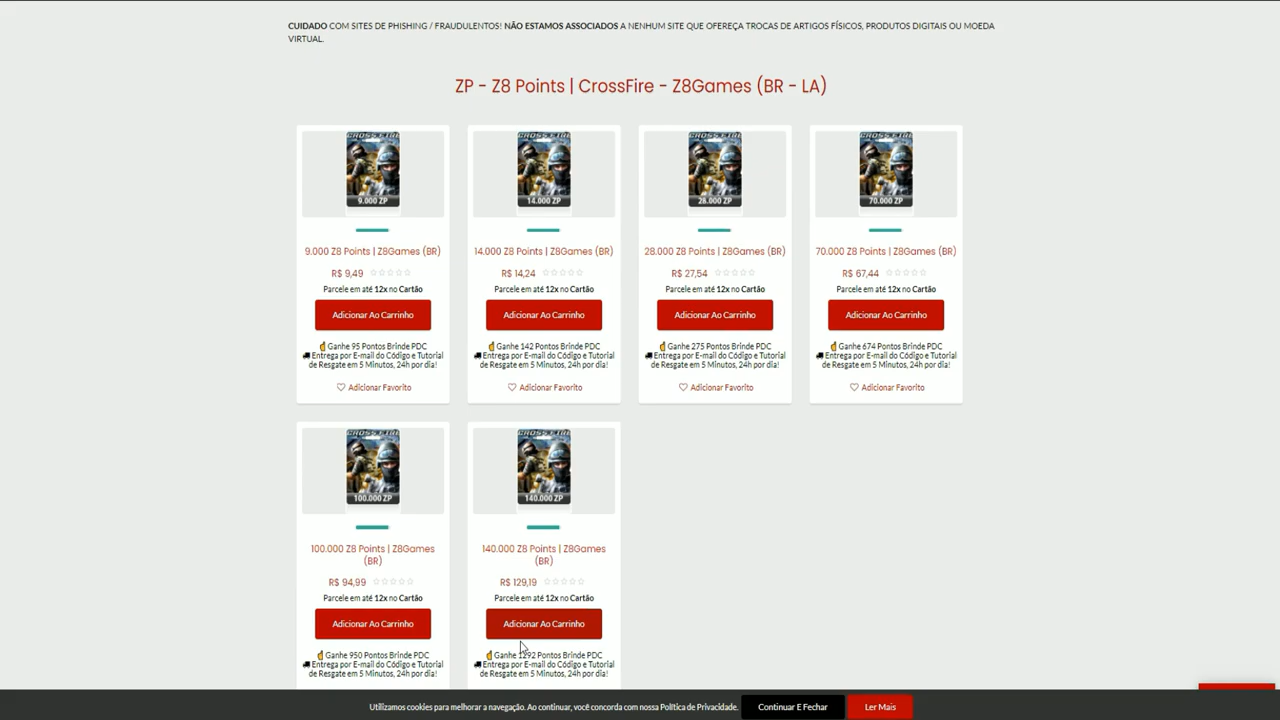 CUIDADO COM SITES DE PHISHING / FRAUDULENTOS! NÃO ESTAMOS ASSOCIADOS A NENHUM SITE QUE OFEREÇA TROCAS DE ARTIGOS FÍSICOS, PRODUTOS DIGITAIS OU MOEDA
VIRTUAL.
ZP - Z8 Points | CrossFire - Z8Games (BR - LA)
CROSSFIRE
9.000 ZP
9.000 Z8 Points | Z8Games (BR)
R$ 9,49
Parcele em até 12x no Cartão
Adicionar Ao Carrinho
Ganhe 95 Pontos Brinde PDC
Entrega por E-mail do Código e Tutorial
de Resgate em 5 Minutos, 24h por dia!
Adicionar Favorito
CROSSFIRE
14.000 ZP
14.000 Z8 Points | Z8Games (BR)
R$ 14,24
Parcele em até 12x no Cartão
Adicionar Ao Carrinho
Ganhe 142 Pontos Brinde PDC
Entrega por E-mail do Código e Tutorial
de Resgate em 5 Minutos, 24h por dia!
Adicionar Favorito
CROSSFIRE
28.000 ZP
28.000 Z8 Points | Z8Games (BR)
R$ 27,54
Parcele em até 12x no Cartão
Adicionar Ao Carrinho
Ganhe 275 Pontos Brinde PDC
Entrega por E-mail do Código e Tutorial
de Resgate em 5 Minutos, 24h por dia!
Adicionar Favorito
CROSSFIRE
70.000 ZP
70.000 Z8 Points | Z8Games (BR)
R$ 67,44
Parcele em até 12x no Cartão
Adicionar Ao Carrinho
Ganhe 674 Pontos Brinde PDC
Entrega por E-mail do Código e Tutorial
de Resgate em 5 Minutos, 24h por dia!
Adicionar Favorito
CROSSFIRE
100.000 ZP
100.000 Z8 Points | Z8Games
(BR)
R$ 94,99
Parcele em até 12x no Cartão
Adicionar Ao Carrinho
Ganhe 950 Pontos Brinde PDC
Entrega por E-mail do Código e Tutorial
de Resgate em 5 Minutos, 24h por dia!
CROSSFIRE
140.000 ZP
140.000 Z8 Points | Z8Games
(BR)
R$ 129,19
Parcele em até 12x no Cartão
Adicionar Ao Carrinho
Ganhe 1292 Pontos Brinde PDC
Entrega por E-mail do Código e Tutorial
de Resgate em 5 Minutos, 24h por dia!
Utilizamos cookies para melhorar a navegação. Ao continuar, você concorda com nossa Política de Privacidade.
Continuar E Fechar
Ler Mais